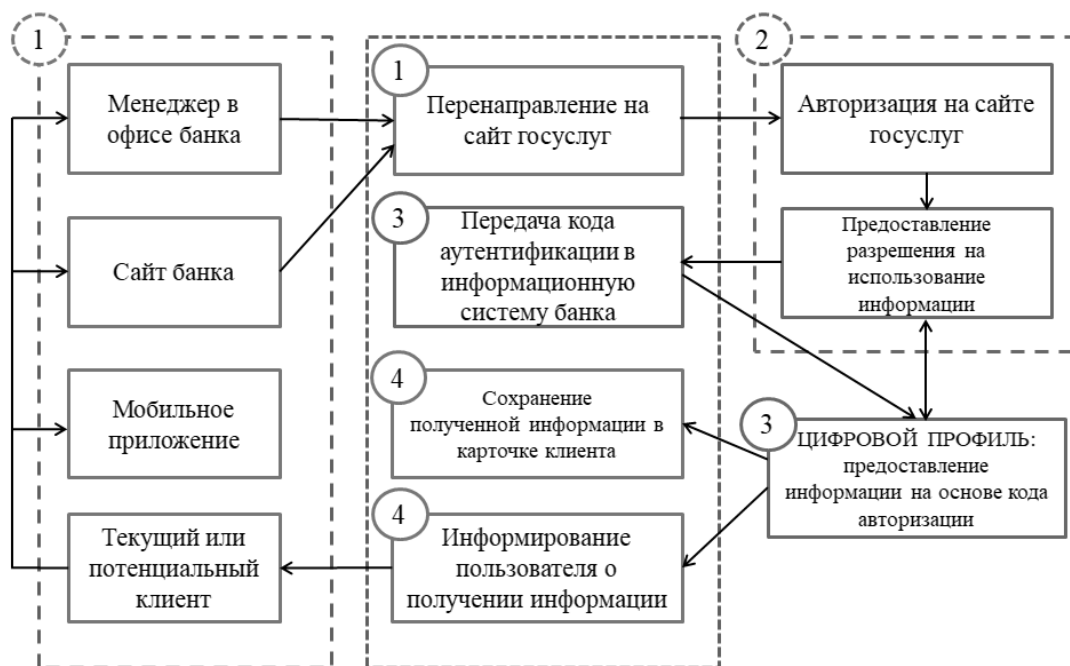 1
Менеджер в
офисе банка
Сайт банка
Мобильное
приложение
Текущий или
потенциальный
клиент
1
Перенаправление на
сайт госуслуг
3
Передача кода
аутентификации в
информационную
систему банка
4
Сохранение
полученной информации в
карточке клиента
4
Информирование
пользователя о
получении информации
2
Авторизация на сайте
госуслуг
Предоставление
разрешения на
использование
информации
3
ЦИФРОВОЙ ПРОФИЛЬ:
предоставление
информации на основе кода
авторизации